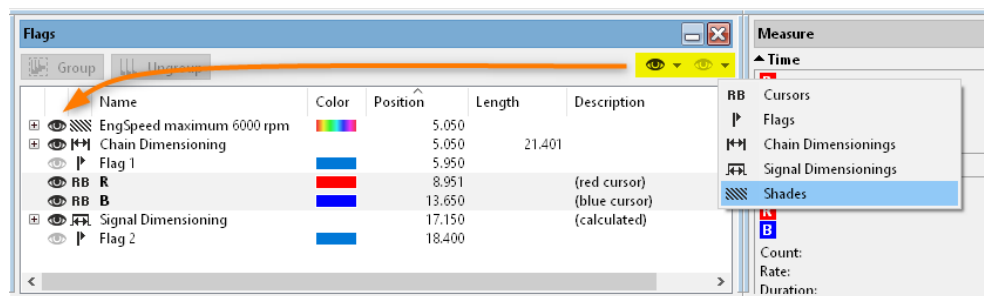 Flags
Measure
Group Ungroup
Time
Name Color Position Length Description
EngSpeed maximum 6000 rpm 5.050
Chain Dimensioning 5.050 21.401
Flag 1 5.950
RB R 8.951 (red cursor)
RB B 13.650 (blue cursor)
Signal Dimensioning 17.150 (calculated)
Flag 2 18.400
RB Cursors
Flags
Chain Dimensionings
Signal Dimensionings
Shades
R
B
Count:
Rate:
Duration: